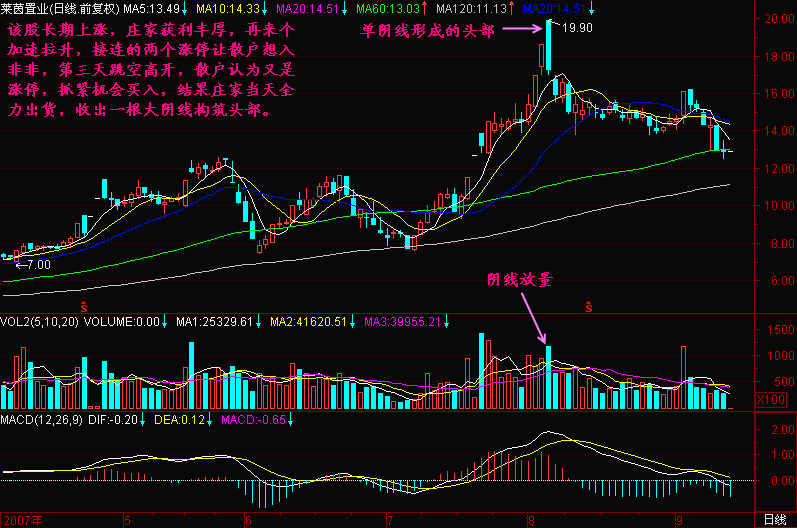 莱茵置业(日线.前复权) MA5:13.49↓ MA10:14.33↓ MA20:14.51↓ MA60:13.03↑ MA120:11.13↑ MA20:14.51↓
该股长期上涨，庄家获利丰厚，再来个
加速拉升，接连的两个涨停让散户想入
非非，第三天跳空高开，散户认为又是
涨停，抓紧机会买入，结果庄家当天全
力出货，收出一根大阴线构筑头部。
单阴线形成的头部
19.90
20.00
18.00
16.00
14.00
12.00
10.00
8.00
6.00
←7.00
阴线放量
VOL2(5,10,20) VOLUME:0.00↓ MA1:25329.61↓ MA2:41620.51↓ MA3:39955.21↓
1500
1000
500
X100
MACD(12,26,9) DIF:-0.20↓ DEA:0.12↓ MACD:-0.65↓
2.00
1.00
0.00
2007年 5 6 7 8 9 日线